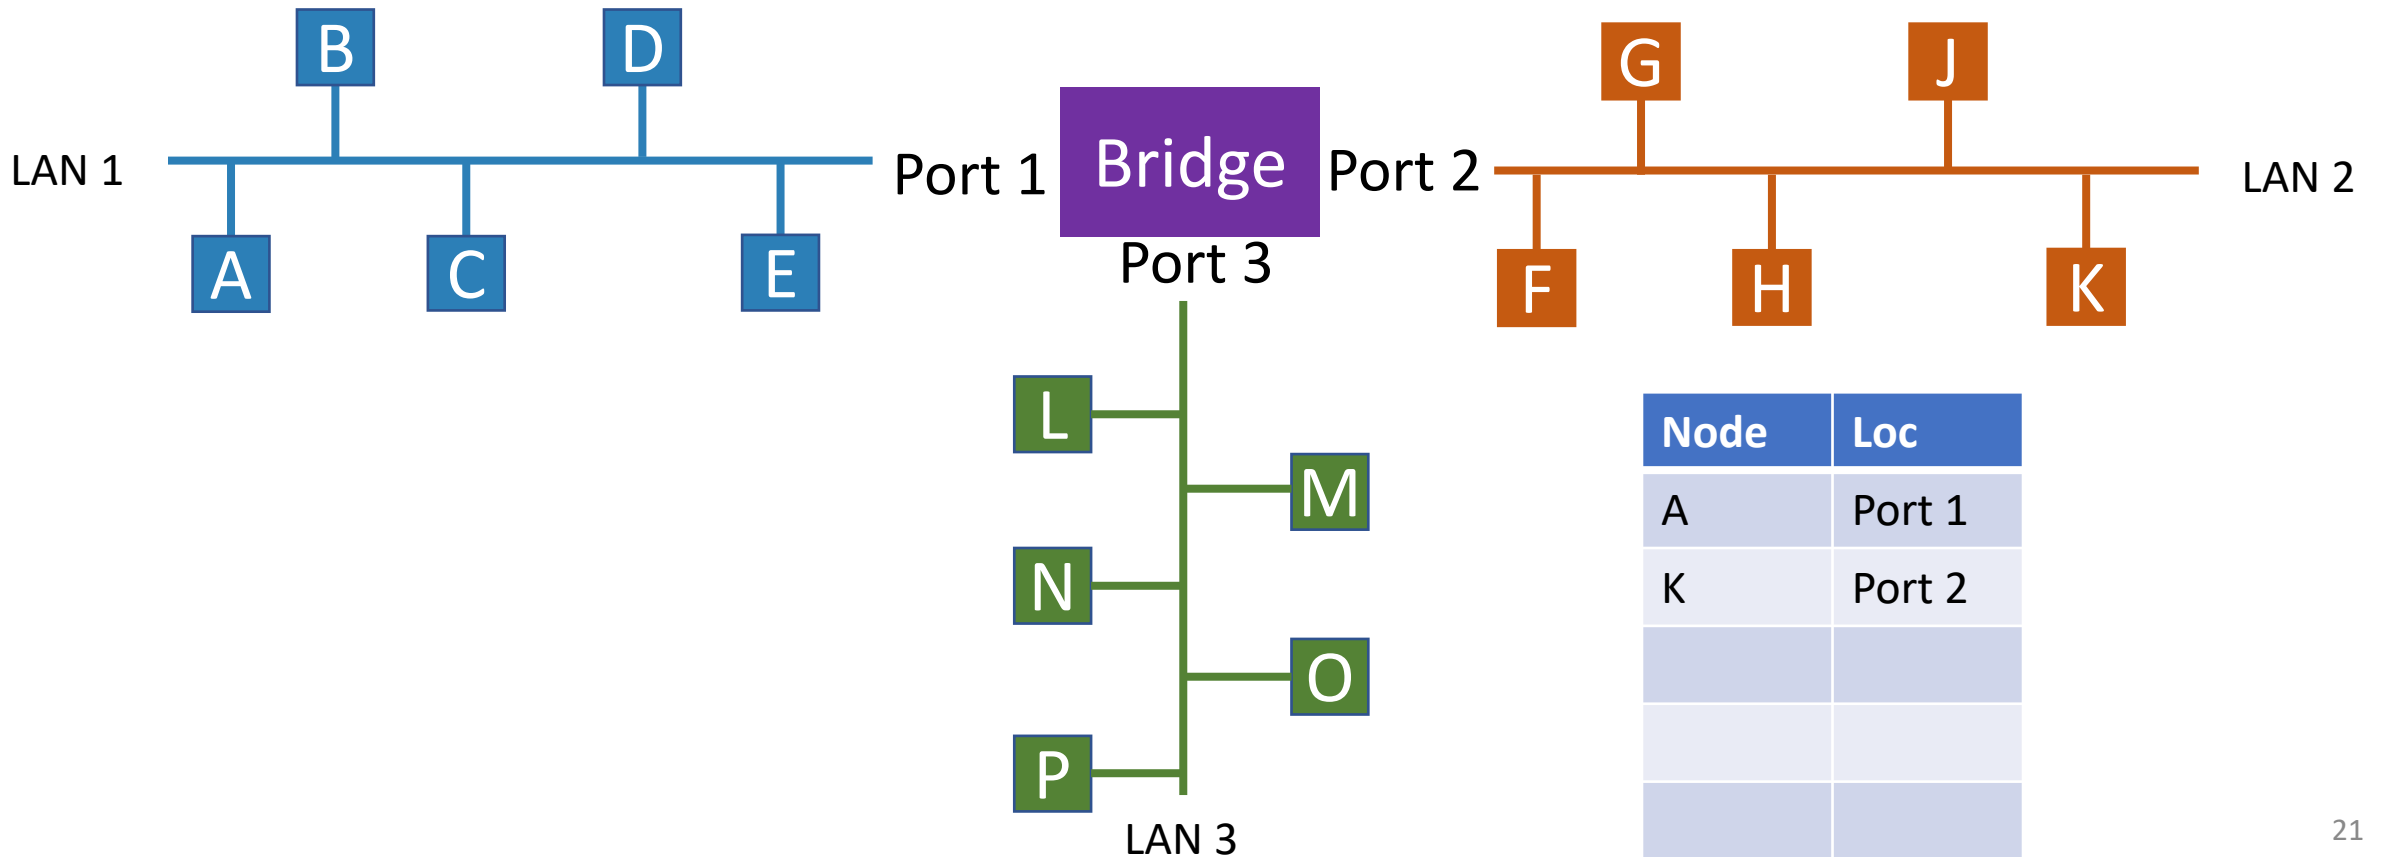 B
D
G
J
LAN 1
Port 1
Bridge
Port 2
LAN 2
A
C
E
Port 3
F
H
K
L
M
N
O
P
LAN 3
Node Loc
A Port 1
K Port 2
21